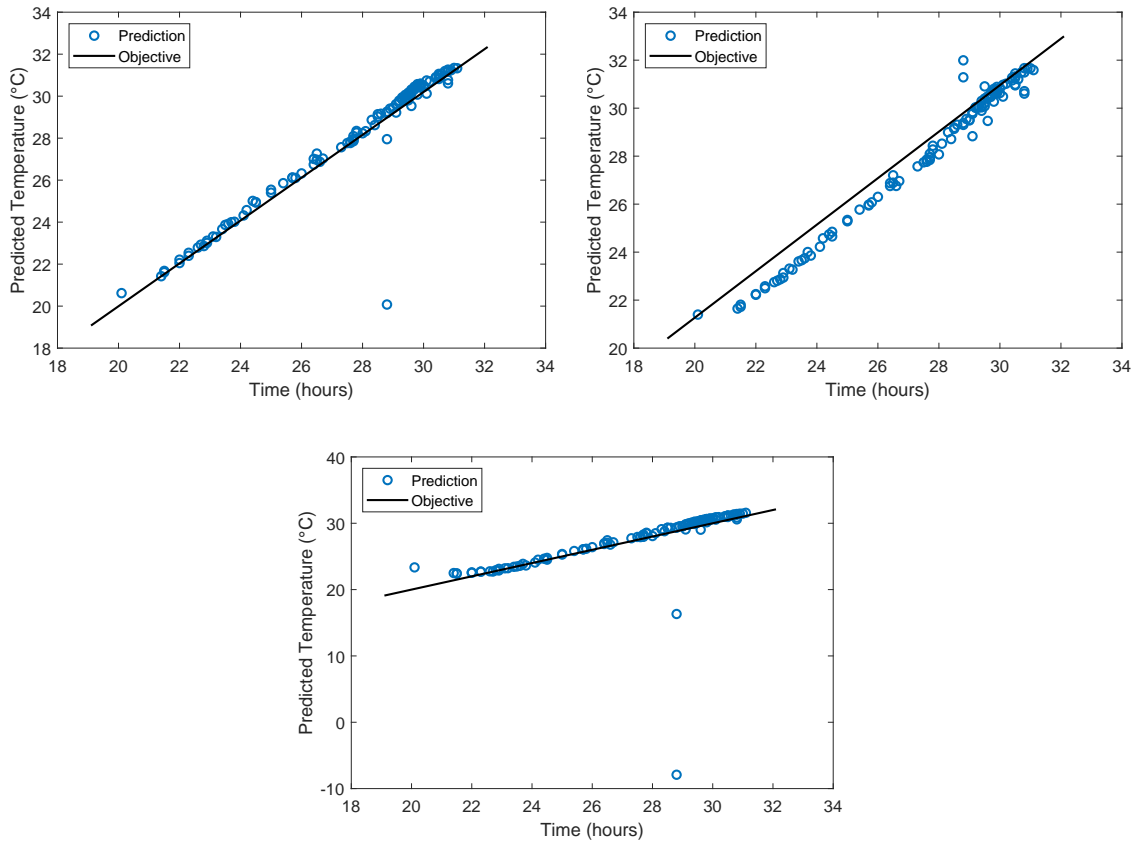 34
32
30
28
26
24
22
20
18
Predicted Temperature (°C)
Prediction
Objective
18 20 22 24 26 28 30 32 34
Time (hours)
34
32
30
28
26
24
22
20
Predicted Temperature (°C)
Prediction
Objective
18 20 22 24 26 28 30 32 34
Time (hours)
40
30
20
10
0
-10
Predicted Temperature (°C)
Prediction
Objective
18 20 22 24 26 28 30 32 34
Time (hours)